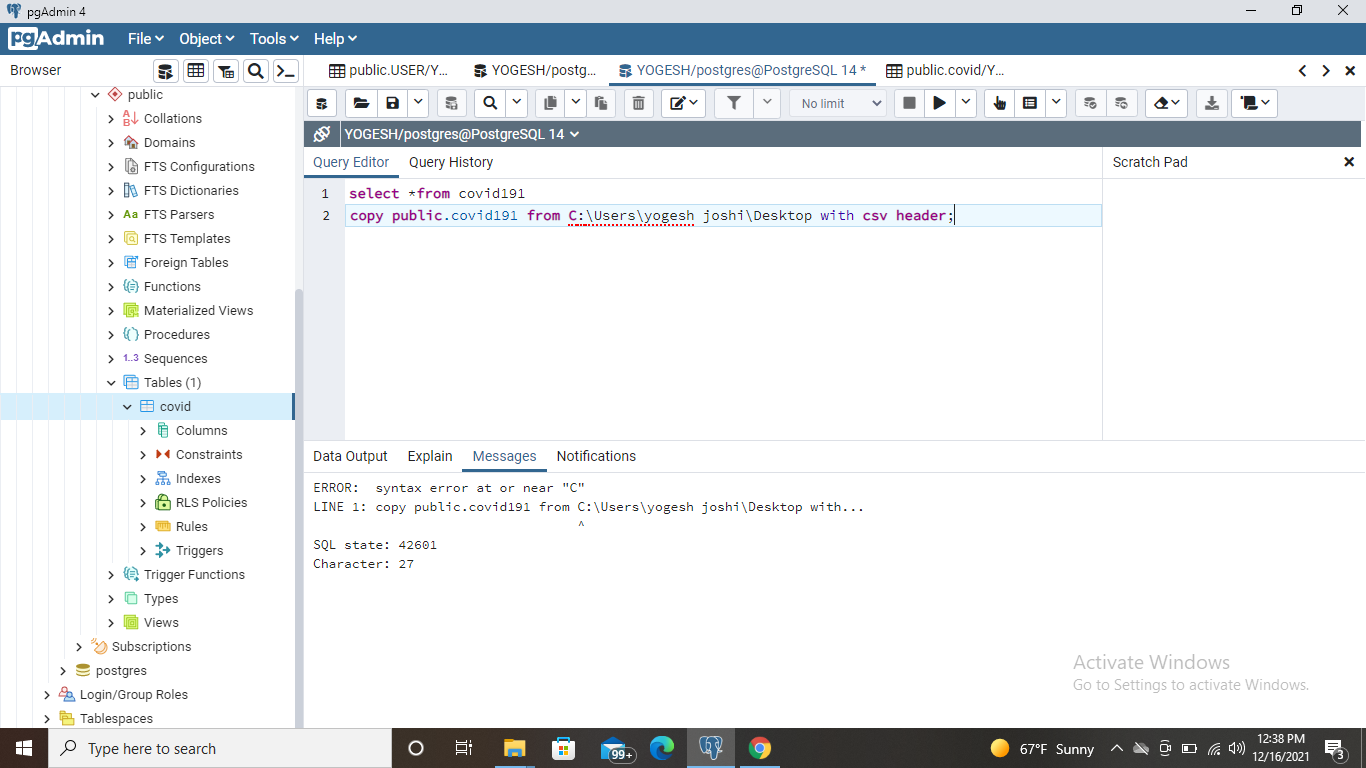 pgAdmin 4
pgAdmin File Object Tools Help
Browser
public.USER/Y... YOGESH/postg... YOGESH/postgres@PostgreSQL 14 * public.covid/Y...
No limit
YOGESH/postgres@PostgreSQL 14
Query Editor Query History
Scratch Pad
1 select *from covid191
2 copy public.covid191 from C:\Users\yogesh joshi\Desktop with csv header;
public
Collations
Domains
FTS Configurations
FTS Dictionaries
Aa FTS Parsers
FTS Templates
Foreign Tables
Functions
Materialized Views
Procedures
1..3 Sequences
Tables (1)
covid
Columns
Constraints
Indexes
RLS Policies
Rules
Triggers
Trigger Functions
Types
Views
Subscriptions
postgres
Login/Group Roles
Tablespaces
Data Output Explain Messages Notifications
ERROR: syntax error at or near "C"
LINE 1: copy public.covid191 from C:\Users\yogesh joshi\Desktop with...
^
SQL state: 42601
Character: 27
Activate Windows
Go to Settings to activate Windows.
Type here to search
99+
67°F Sunny
12:38 PM
12/16/2021
3